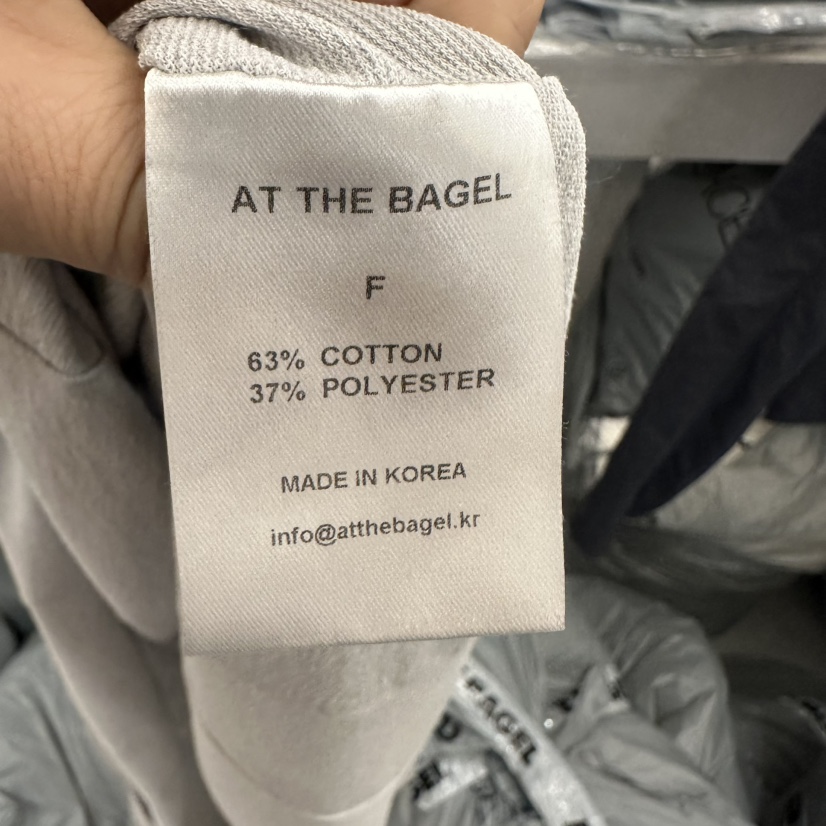 AT THE BAGEL
F
63% COTTON
37% POLYESTER
MADE IN KOREA
info@atthebagel.kr
BAGEL